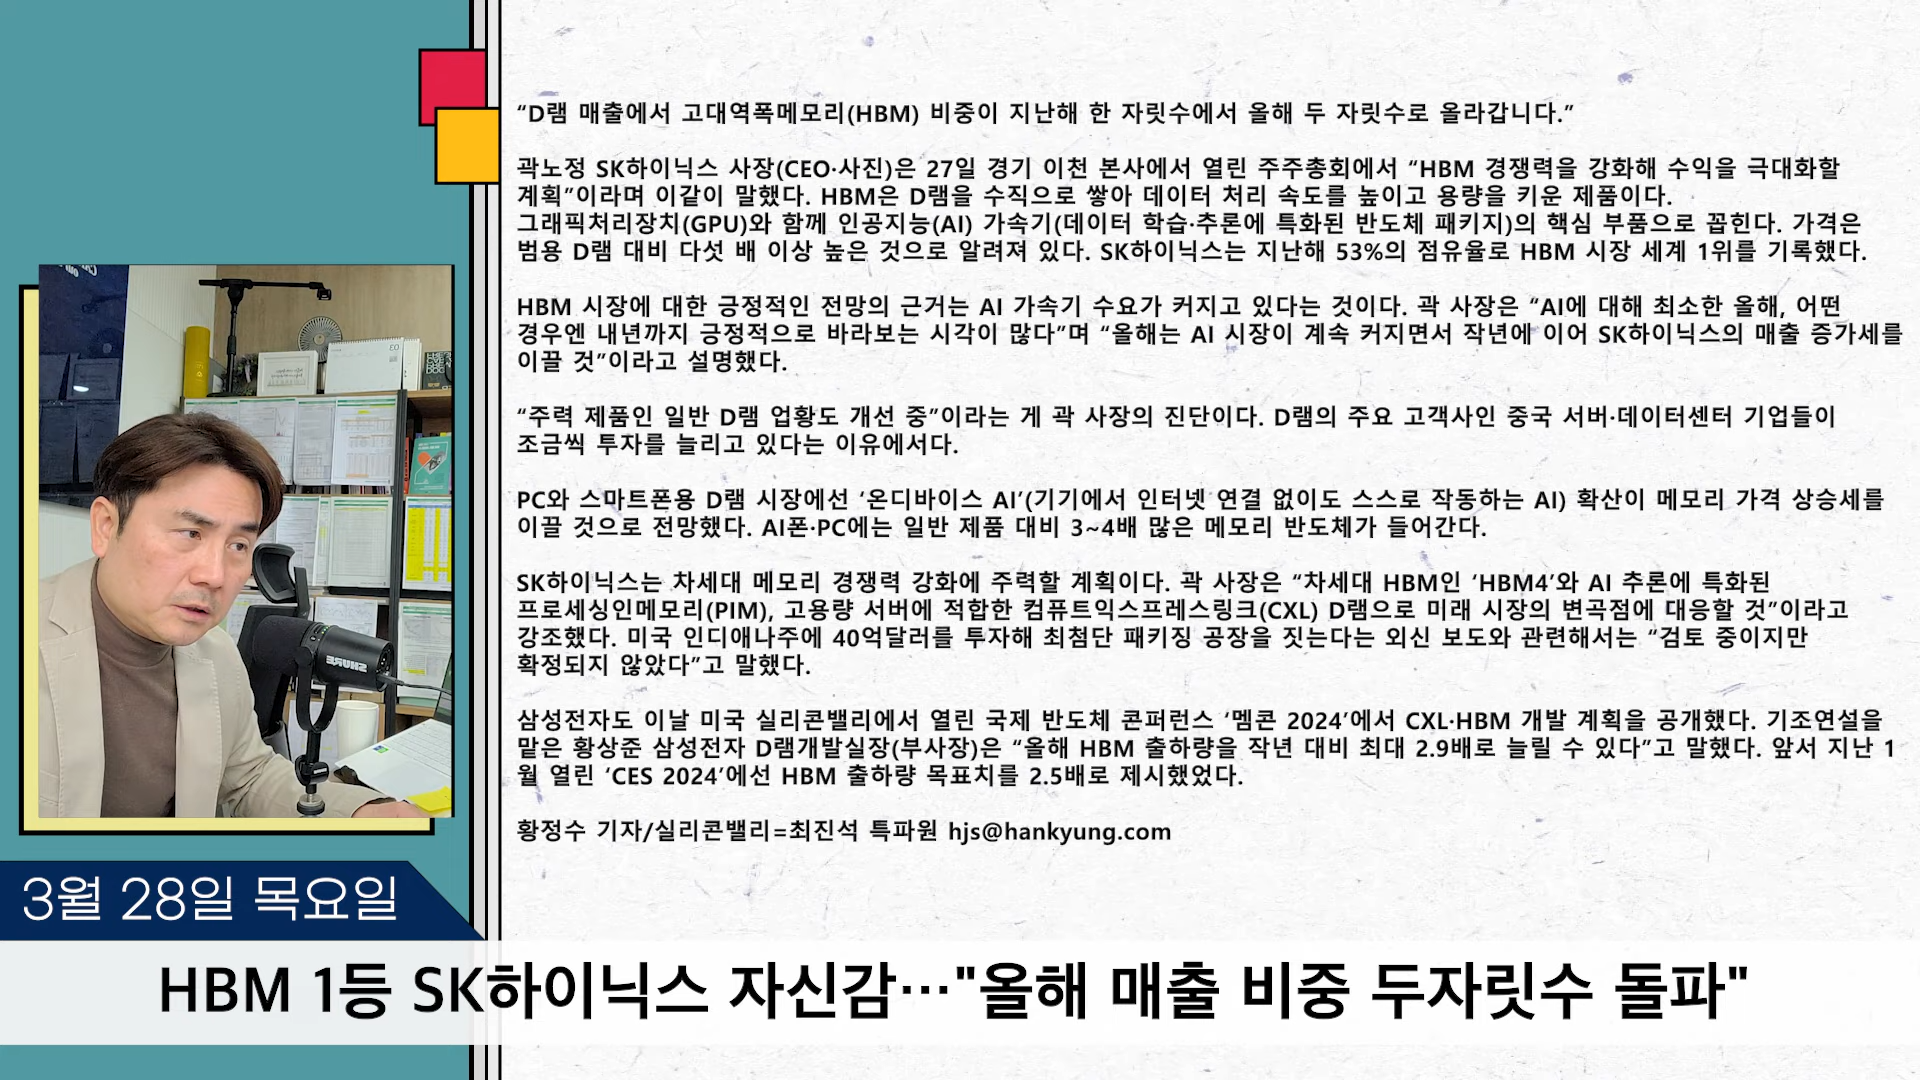 “D램 매출에서 고대역폭메모리(HBM) 비중이 지난해 한 자릿수에서 올해 두 자릿수로 올라갑니다.”
곽노정 SK하이닉스 사장(CEO·사진)은 27일 경기 이천 본사에서 열린 주주총회에서 “HBM 경쟁력을 강화해 수익을 극대화할
계획”이라며 이같이 말했다. HBM은 D램을 수직으로 쌓아 데이터 처리 속도를 높이고 용량을 키운 제품이다.
그래픽처리장치(GPU)와 함께 인공지능(AI) 가속기(데이터 학습·추론에 특화된 반도체 패키지)의 핵심 부품으로 꼽힌다. 가격은
범용 D램 대비 다섯 배 이상 높은 것으로 알려져 있다. SK하이닉스는 지난해 53%의 점유율로 HBM 시장 세계 1위를 기록했다.
HBM 시장에 대한 긍정적인 전망의 근거는 AI 가속기 수요가 커지고 있다는 것이다. 곽 사장은 “AI에 대해 최소한 올해, 어떤
경우엔 내년까지 긍정적으로 바라보는 시각이 많다”며 “올해는 AI 시장이 계속 커지면서 작년에 이어 SK하이닉스의 매출 증가세를
이끌 것”이라고 설명했다.
“주력 제품인 일반 D램 업황도 개선 중”이라는 게 곽 사장의 진단이다. D램의 주요 고객사인 중국 서버·데이터센터 기업들이
조금씩 투자를 늘리고 있다는 이유에서다.
PC와 스마트폰용 D램 시장에선 ‘온디바이스 AI’(기기에서 인터넷 연결 없이도 스스로 작동하는 AI) 확산이 메모리 가격 상승세를
이끌 것으로 전망했다. AI폰·PC에는 일반 제품 대비 3~4배 많은 메모리 반도체가 들어간다.
SK하이닉스는 차세대 메모리 경쟁력 강화에 주력할 계획이다. 곽 사장은 “차세대 HBM인 ‘HBM4’와 AI 추론에 특화된
프로세싱인메모리(PIM), 고용량 서버에 적합한 컴퓨트익스프레스링크(CXL) D램으로 미래 시장의 변곡점에 대응할 것”이라고
강조했다. 미국 인디애나주에 40억달러를 투자해 최첨단 패키징 공장을 짓는다는 외신 보도와 관련해서는 “검토 중이지만
확정되지 않았다”고 말했다.
삼성전자도 이날 미국 실리콘밸리에서 열린 국제 반도체 콘퍼런스 ‘멤콘 2024’에서 CXL·HBM 개발 계획을 공개했다. 기조연설을
맡은 황상준 삼성전자 D램개발실장(부사장)은 “올해 HBM 출하량을 작년 대비 최대 2.9배로 늘릴 수 있다”고 말했다. 앞서 지난 1
월 열린 ‘CES 2024’에선 HBM 출하량 목표치를 2.5배로 제시했었다.
황정수 기자/실리콘밸리=최진석 특파원 hjs@hankyung.com
SHURE
3월 28일 목요일
HBM 1등 SK하이닉스 자신감…"올해 매출 비중 두자릿수 돌파"